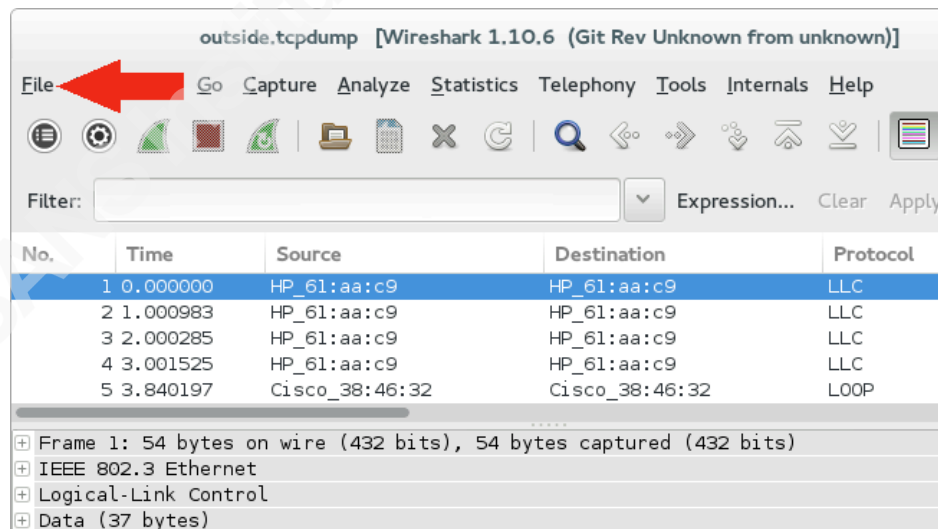 outside.tcpdump [Wireshark 1.10.6 (Git Rev Unknown from unknown)]
File Go Capture Analyze Statistics Telephony Tools Internals Help
Filter: Expression... Clear Apply
No. Time Source Destination Protocol
1 0.000000 HP_61:aa:c9 HP_61:aa:c9 LLC
2 1.000983 HP_61:aa:c9 HP_61:aa:c9 LLC
3 2.000285 HP_61:aa:c9 HP_61:aa:c9 LLC
4 3.001525 HP_61:aa:c9 HP_61:aa:c9 LLC
5 3.840197 Cisco_38:46:32 Cisco_38:46:32 LOOP
Frame 1: 54 bytes on wire (432 bits), 54 bytes captured (432 bits)
IEEE 802.3 Ethernet
Logical-Link Control
Data (37 bytes)